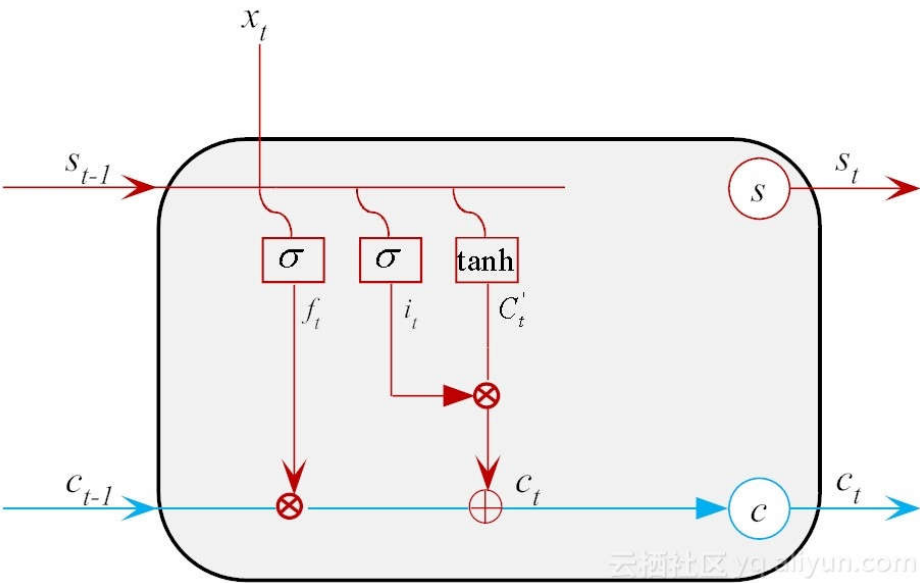 x_t
s_{t-1}
s
s_t
σ
σ
tanh
f_t
i_t
C'_t
c_{t-1}
c_t
c
c_t
云栖社区 yq.aliyun.com